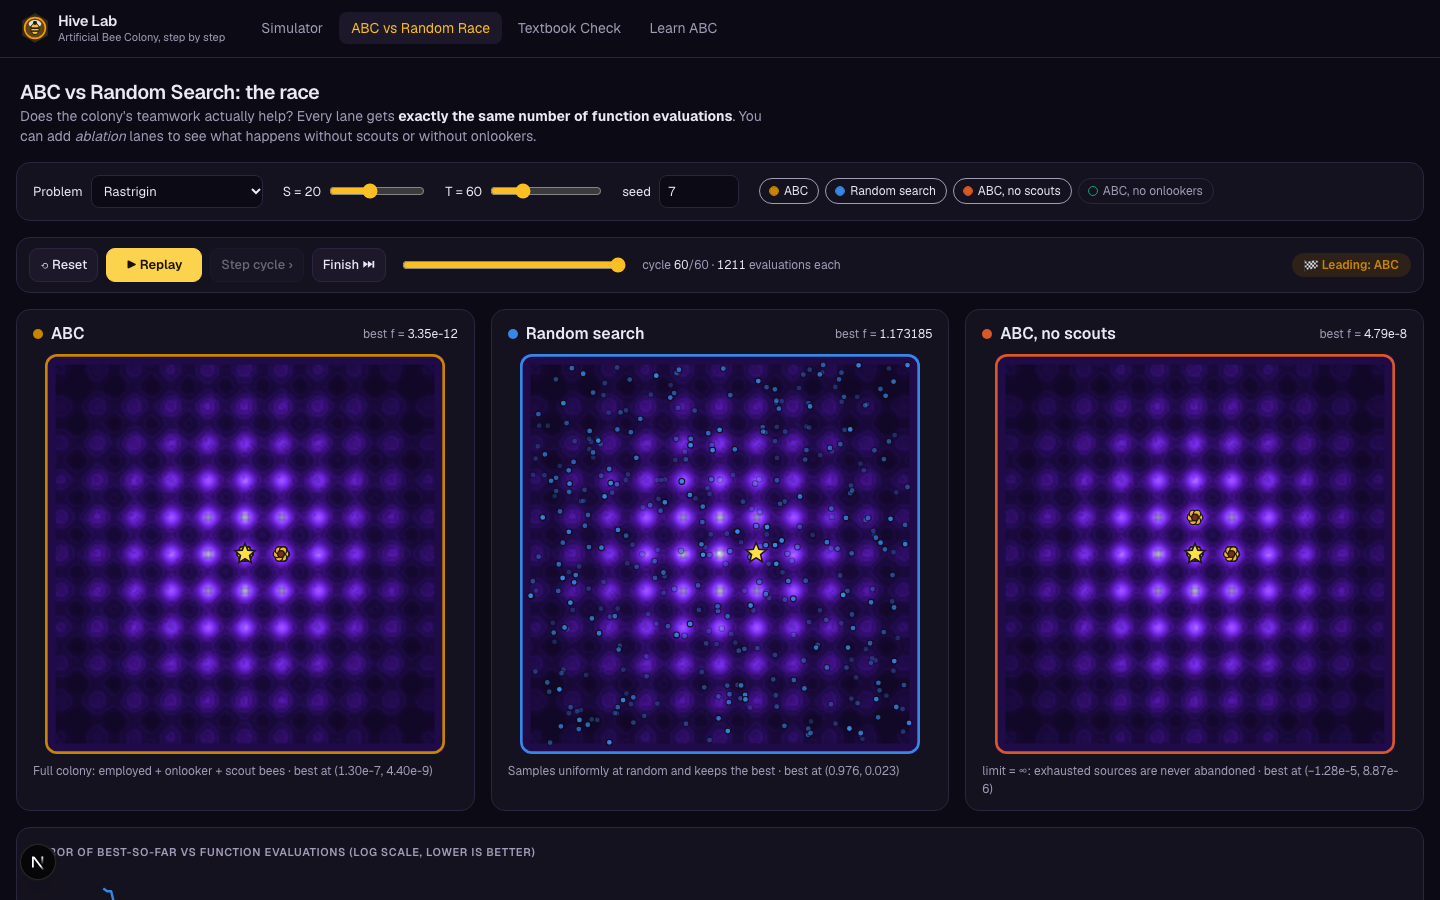 Hive Lab
Artificial Bee Colony, step by step
Simulator
ABC vs Random Race
Textbook Check
Learn ABC
ABC vs Random Search: the race
Does the colony's teamwork actually help? Every lane gets exactly the same number of function evaluations. You
can add ablation lanes to see what happens without scouts or without onlookers.
Problem Rastrigin S = 20 T = 60 seed 7 ABC Random search ABC, no scouts ABC, no onlookers
⟲ Reset ▶ Replay Step cycle › Finish ⏭ cycle 60/60 · 1211 evaluations each 🏁 Leading: ABC
ABC best f = 3.35e-12
Random search best f = 1.173185
ABC, no scouts best f = 4.79e-8
Full colony: employed + onlooker + scout bees · best at (1.30e-7, 4.40e-9)
Samples uniformly at random and keeps the best · best at (0.976, 0.023)
limit = ∞: exhausted sources are never abandoned · best at (−1.28e-5, 8.87e-
6)
OF BEST-SO-FAR VS FUNCTION EVALUATIONS (LOG SCALE, LOWER IS BETTER)
N